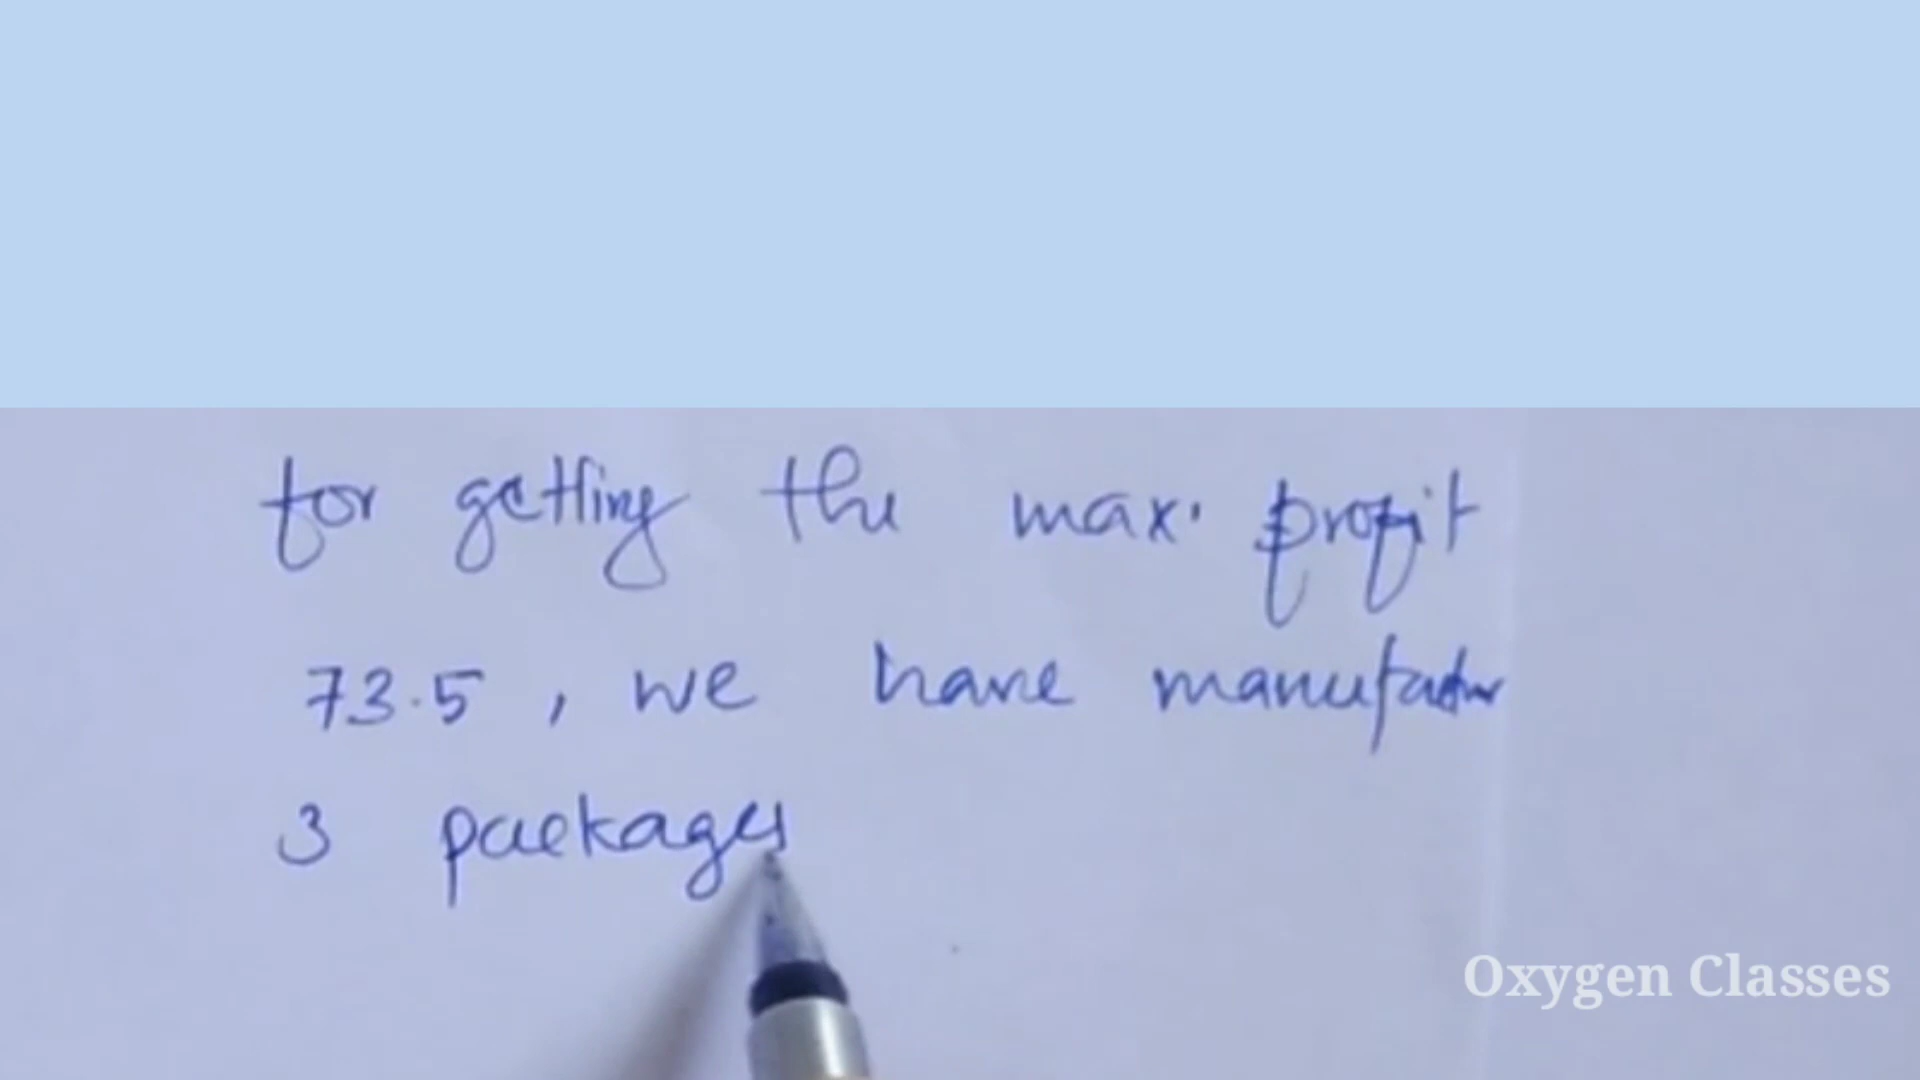 for getting the max. profit
73.5, we have manufactur
3 packages
Oxygen Classes